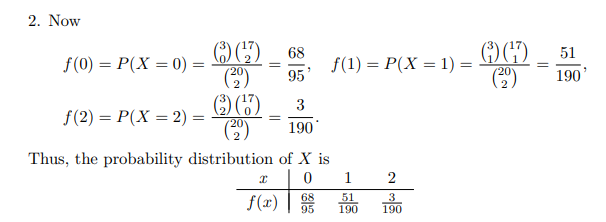 2. Now
f(0) = P(X = 0) = \frac{\binom{3}{0}\binom{17}{2}}{\binom{20}{2}} = \frac{68}{95}, f(1) = P(X = 1) = \frac{\binom{3}{1}\binom{17}{1}}{\binom{20}{2}} = \frac{51}{190},
f(2) = P(X = 2) = \frac{\binom{3}{2}\binom{17}{0}}{\binom{20}{2}} = \frac{3}{190}.
Thus, the probability distribution of X is
x | 0 1 2
f(x) | \frac{68}{95} \frac{51}{190} \frac{3}{190}